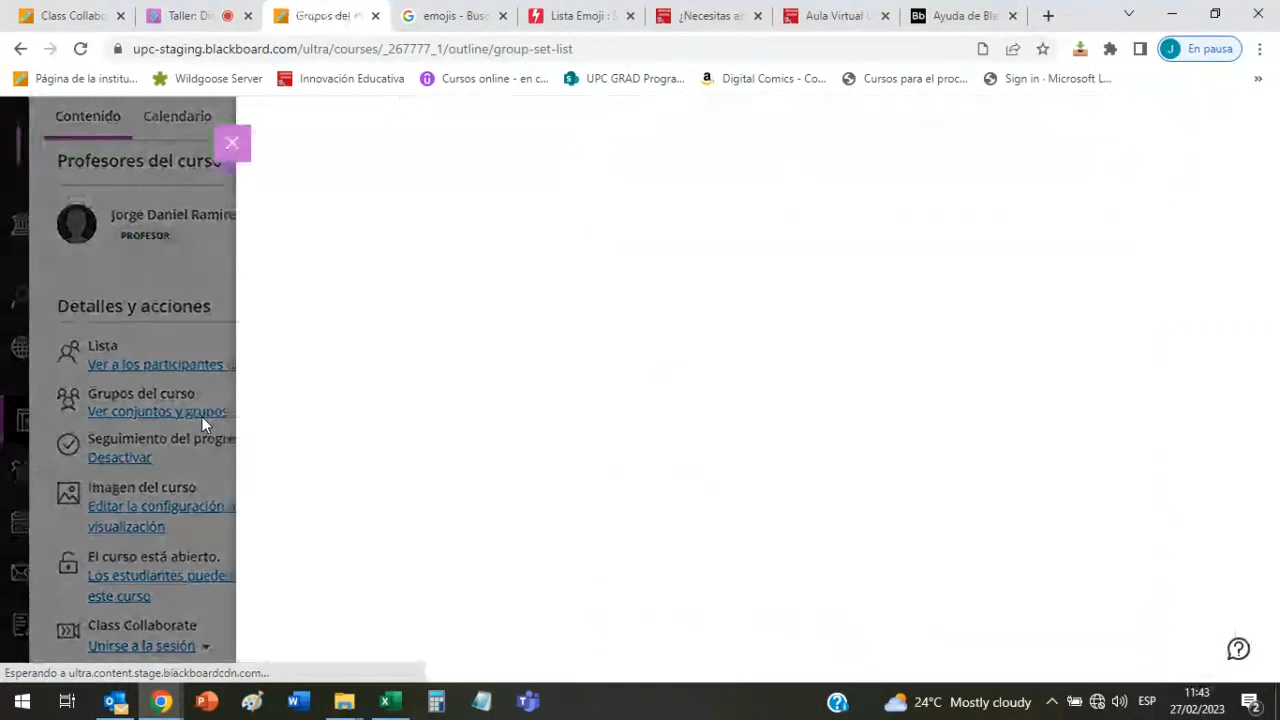 Class Collabo
Taller: Di
Grupos del
emojis - Bus
Lista Emoji
¿Necesitas a
Aula Virtual
Ayuda de Bla
upc-staging.blackboard.com/ultra/courses/_267777_1/outline/group-set-list
J En pausa
Página de la institu...
Wildgoose Server
Innovación Educativa
Cursos online - en c...
UPC GRAD Progra...
Digital Comics - Co...
Cursos para el proc...
Sign in · Microsoft L...
»
Contenido
Calendario
Profesores del curso
Jorge Daniel Ramire
PROFESOR
Detalles y acciones
Lista
Ver a los participantes
Grupos del curso
Ver conjuntos y grupos
Seguimiento del progre
Desactivar
Imagen del curso
Editar la configuración
visualización
El curso está abierto.
Los estudiantes puede
este curso
Class Collaborate
Unirse a la sesión
Esperando a ultra.content.stage.blackboardcdn.com...
24°C Mostly cloudy
ESP
11:43
27/02/2023
2